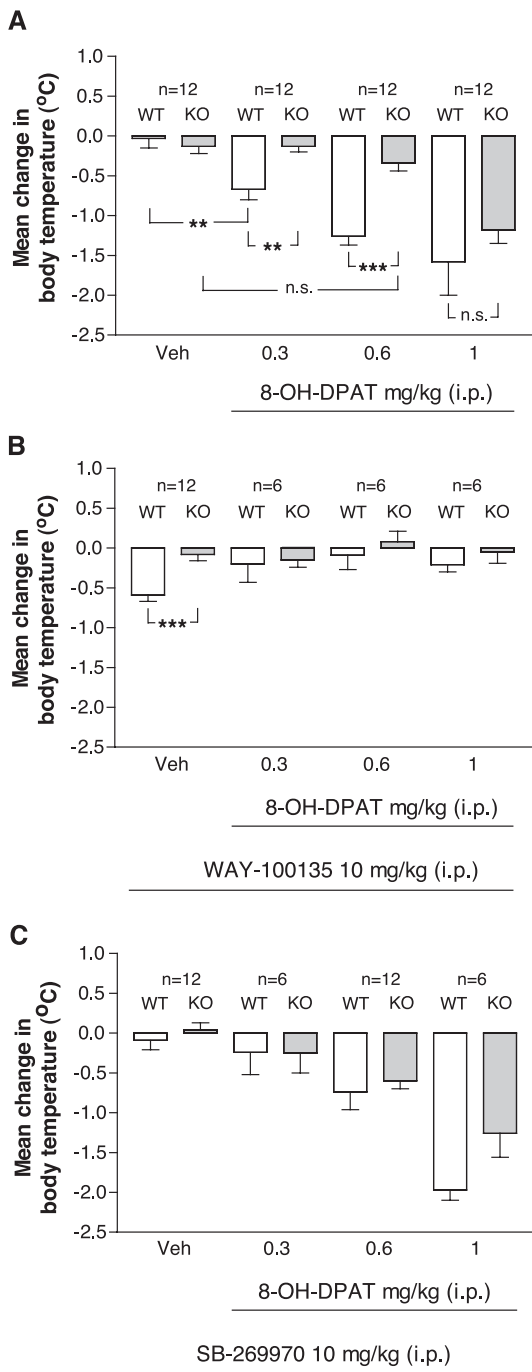 A
Mean change in
body temperature (°C)
1.0
0.5
0.0
-0.5
-1.0
-1.5
-2.0
-2.5
n=12 n=12 n=12 n=12
WT KO WT KO WT KO WT KO
** ** *** n.s. n.s.
Veh 0.3 0.6 1
8-OH-DPAT mg/kg (i.p.)
B
Mean change in
body temperature (°C)
1.0
0.5
0.0
-0.5
-1.0
-1.5
-2.0
-2.5
n=12 n=6 n=6 n=6
WT KO WT KO WT KO WT KO
***
Veh 0.3 0.6 1
8-OH-DPAT mg/kg (i.p.)
WAY-100135 10 mg/kg (i.p.)
C
Mean change in
body temperature (°C)
1.0
0.5
0.0
-0.5
-1.0
-1.5
-2.0
-2.5
n=12 n=6 n=12 n=6
WT KO WT KO WT KO WT KO
Veh 0.3 0.6 1
8-OH-DPAT mg/kg (i.p.)
SB-269970 10 mg/kg (i.p.)